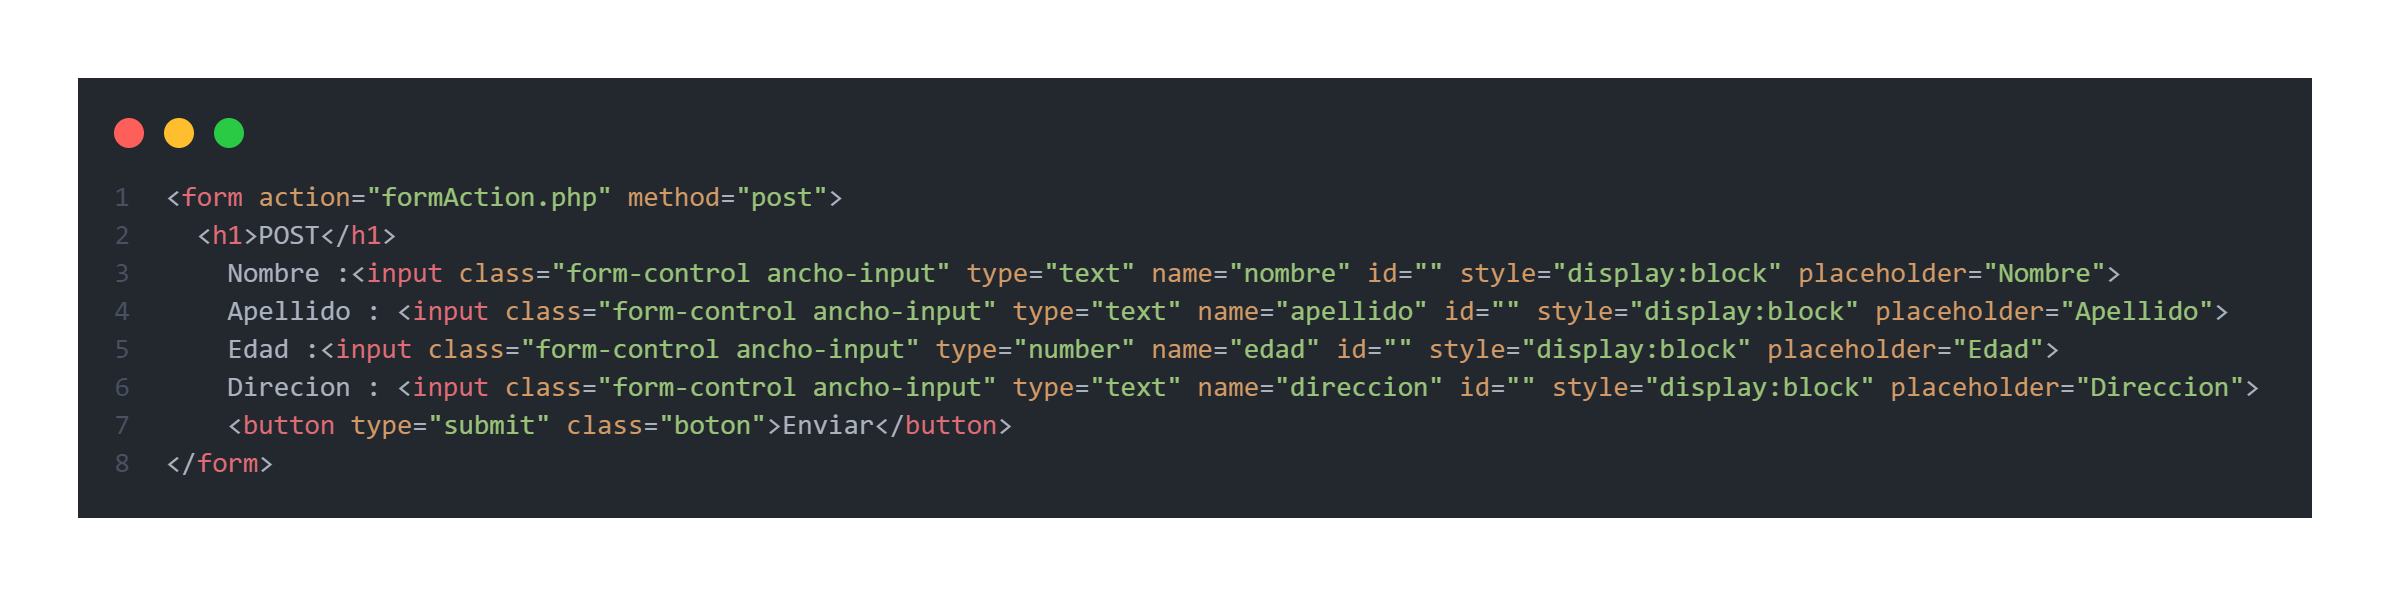 1 <form action="formAction.php" method="post">
2 <h1>POST</h1>
3 Nombre :<input class="form-control ancho-input" type="text" name="nombre" id="" style="display:block" placeholder="Nombre">
4 Apellido : <input class="form-control ancho-input" type="text" name="apellido" id="" style="display:block" placeholder="Apellido">
5 Edad :<input class="form-control ancho-input" type="number" name="edad" id="" style="display:block" placeholder="Edad">
6 Direcion : <input class="form-control ancho-input" type="text" name="direccion" id="" style="display:block" placeholder="Direccion">
7 <button type="submit" class="boton">Enviar</button>
8 </form>